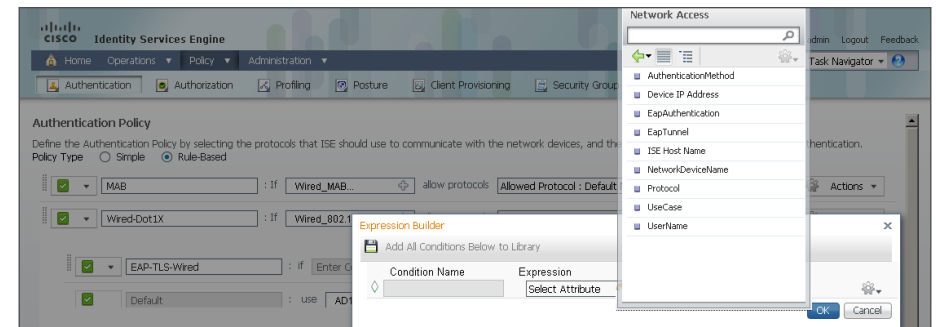 Network Access
CISCO Identity Services Engine
admin Logout Feedback
Home Operations Policy Administration
Task Navigator
Authentication Authorization Profiling Posture Client Provisioning Security Group
AuthenticationMethod
Device IP Address
EapAuthentication
EapTunnel
ISE Host Name
NetworkDeviceName
Protocol
UseCase
UserName
Authentication Policy
Define the Authentication Policy by selecting the protocols that ISE should use to communicate with the network devices, and the hentication.
Policy Type Simple Rule-Based
MAB : If Wired_MAB... allow protocols Allowed Protocol : Default Actions
Wired-Dot1X : If Wired_802.1
Expression Builder
Add All Conditions Below to Library
EAP-TLS-Wired : if Enter Co
Condition Name Expression
Select Attribute
Default : use AD1
OK Cancel